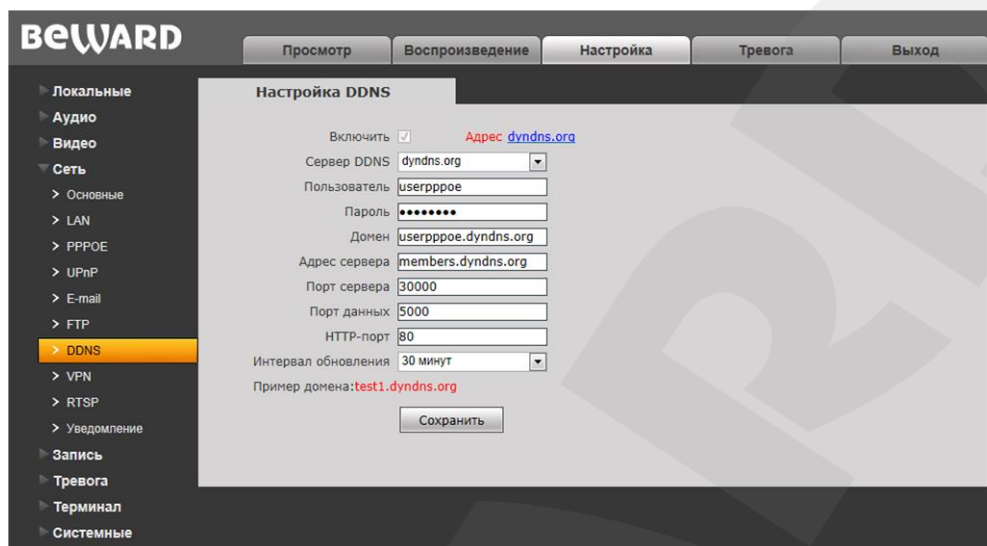 BEWARD
Просмотр Воспроизведение Настройка Тревога Выход
Локальные
Аудио
Видео
Сеть
> Основные
> LAN
> PPPOE
> UPnP
> E-mail
> FTP
> DDNS
> VPN
> RTSP
> Уведомление
Запись
Тревога
Терминал
Системные
Настройка DDNS
Включить Адрес dyndns.org
Сервер DDNS dyndns.org
Пользователь userpppoe
Пароль ••••••••
Домен userpppoe.dyndns.org
Адрес сервера members.dyndns.org
Порт сервера 30000
Порт данных 5000
HTTP-порт 80
Интервал обновления 30 минут
Пример домена:test1.dyndns.org
Сохранить